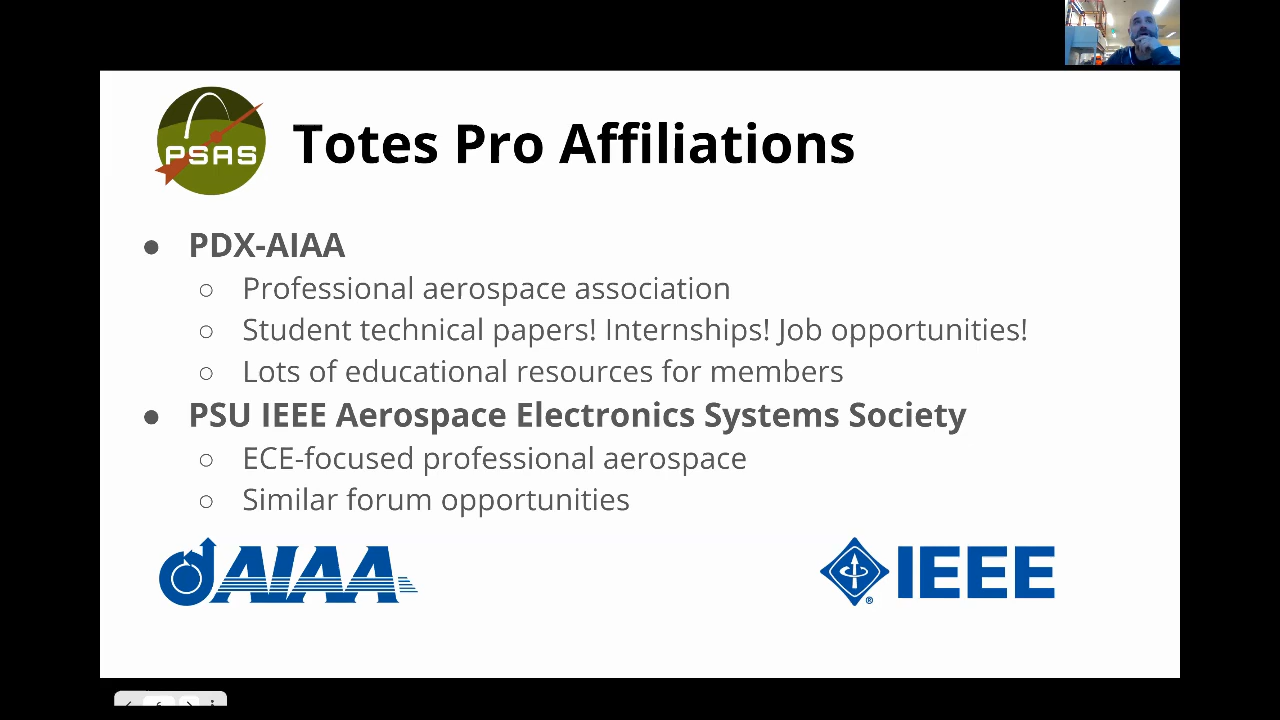 PSAS
Totes Pro Affiliations
● PDX-AIAA
○ Professional aerospace association
○ Student technical papers! Internships! Job opportunities!
○ Lots of educational resources for members
● PSU IEEE Aerospace Electronics Systems Society
○ ECE-focused professional aerospace
○ Similar forum opportunities
AIAA
IEEE
®